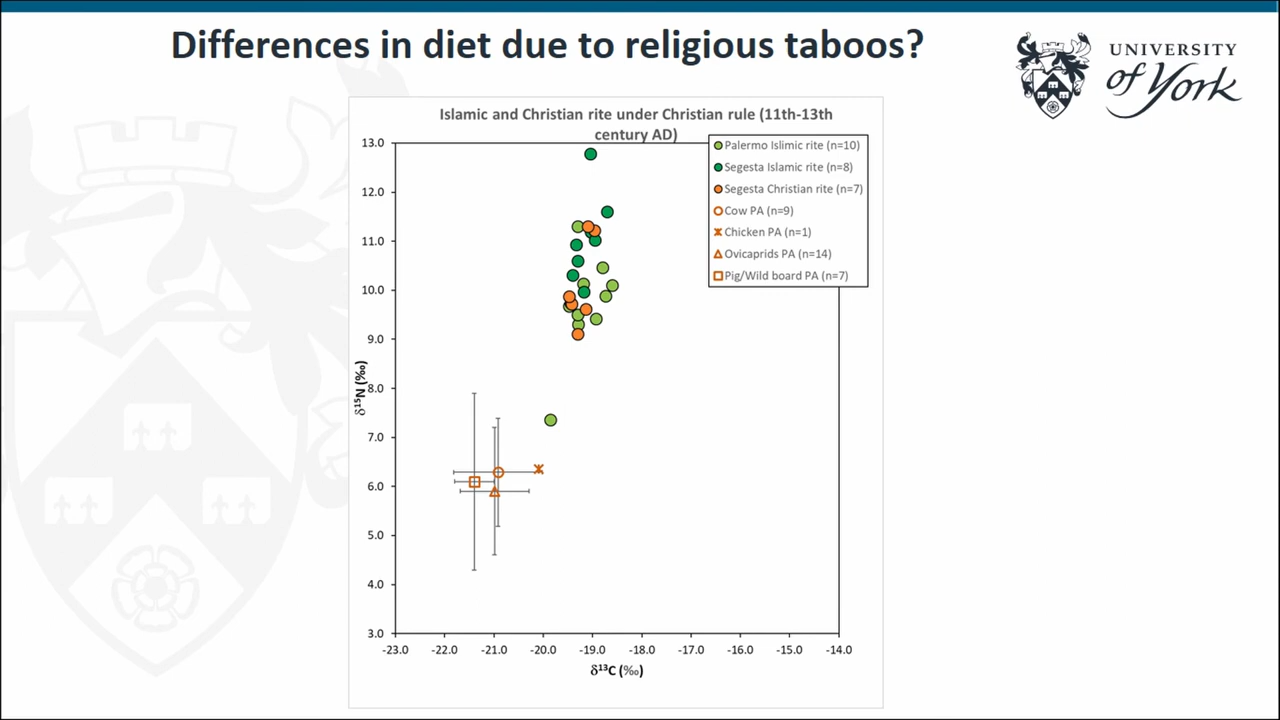 Differences in diet due to religious taboos?
UNIVERSITY
of York
Islamic and Christian rite under Christian rule (11th-13th
century AD)
Palermo Islimic rite (n=10)
Segesta Islamic rite (n=8)
Segesta Christian rite (n=7)
Cow PA (n=9)
Chicken PA (n=1)
Ovicaprids PA (n=14)
Pig/Wild board PA (n=7)
13.0
12.0
11.0
10.0
9.0
8.0
7.0
6.0
5.0
4.0
3.0
δ¹⁵N (‰)
-23.0 -22.0 -21.0 -20.0 -19.0 -18.0 -17.0 -16.0 -15.0 -14.0
δ¹³C (‰)